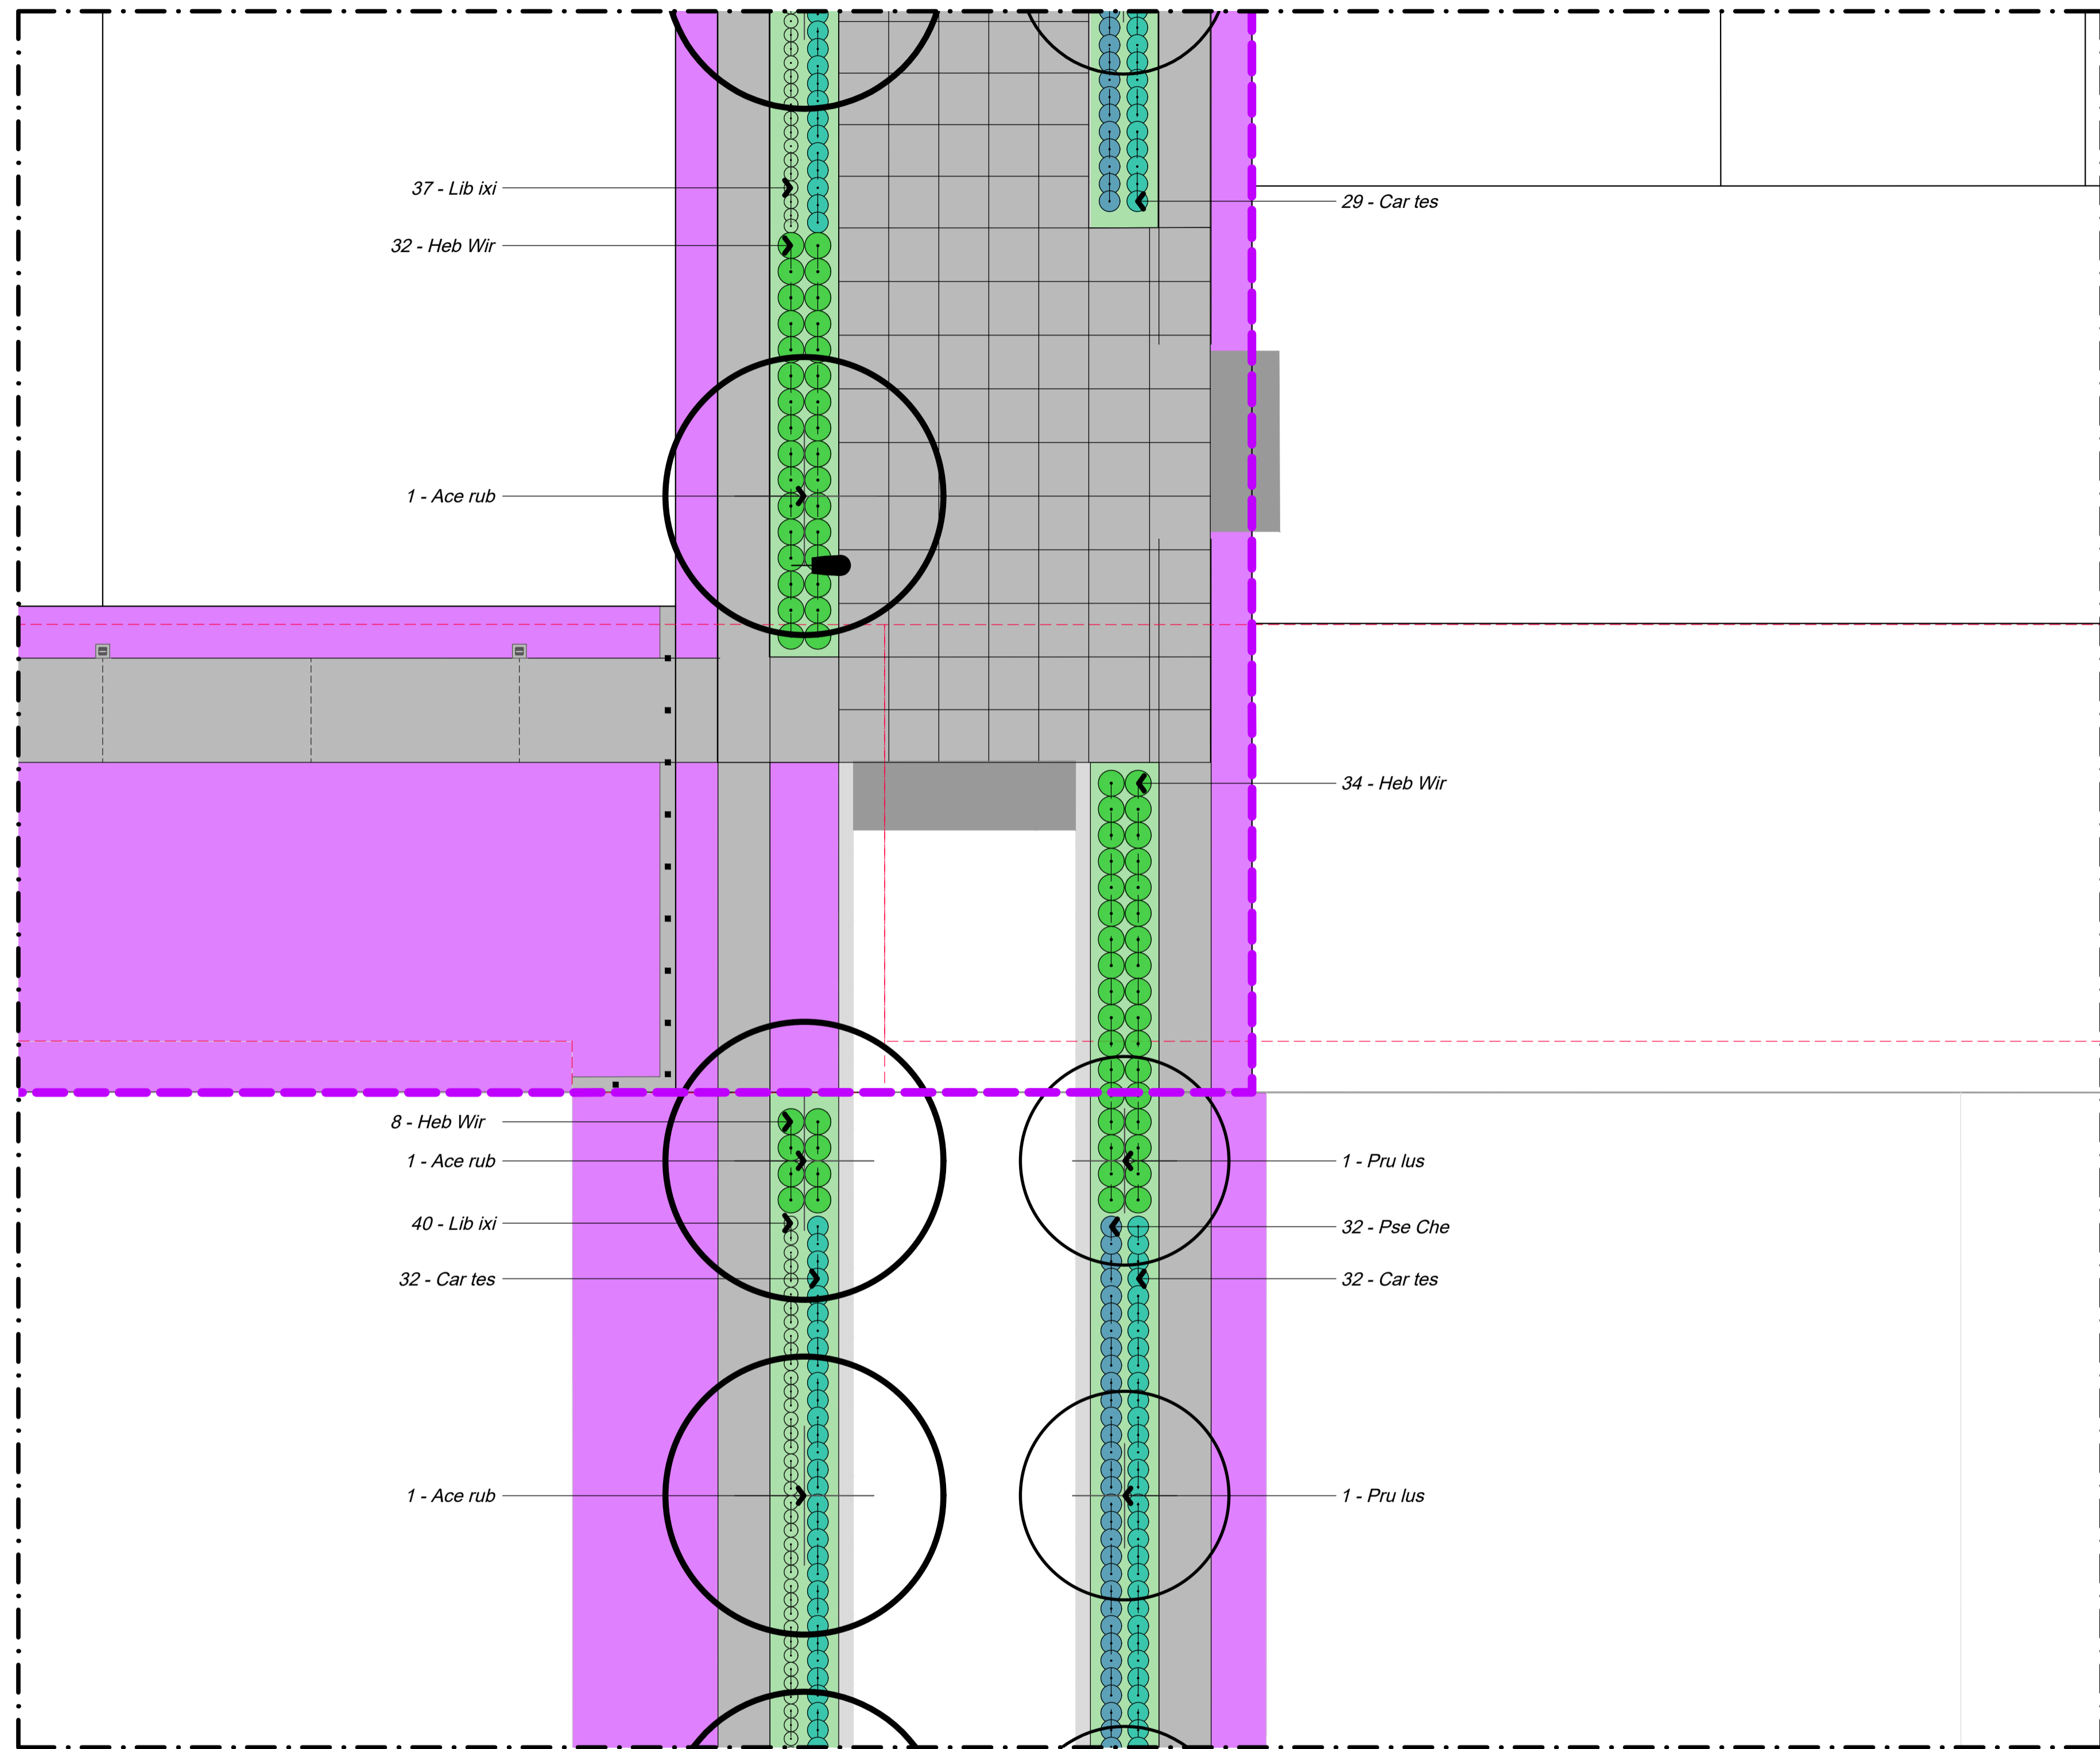 37 - Lib ixi
29 - Car tes
32 - Heb Wir
1 - Ace rub
34 - Heb Wir
8 - Heb Wir
1 - Ace rub
1 - Pru lus
40 - Lib ixi
32 - Pse Che
32 - Car tes
32 - Car tes
1 - Ace rub
1 - Pru lus